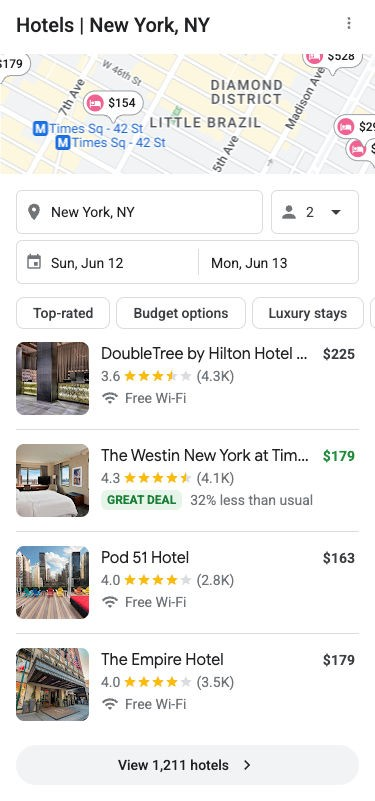 Hotels | New York, NY
$179
$528
W 46th St
DIAMOND
DISTRICT
7th Ave
$154
Madison Ave
LITTLE BRAZIL
M Times Sq - 42 St
M Times Sq - 42 St
5th Ave
New York, NY
2
Sun, Jun 12
Mon, Jun 13
Top-rated
Budget options
Luxury stays
DoubleTree by Hilton Hotel ...
$225
3.6 (4.3K)
Free Wi-Fi
The Westin New York at Tim...
$179
4.3 (4.1K)
GREAT DEAL 32% less than usual
Pod 51 Hotel
$163
4.0 (2.8K)
Free Wi-Fi
The Empire Hotel
$179
4.0 (3.5K)
Free Wi-Fi
View 1,211 hotels